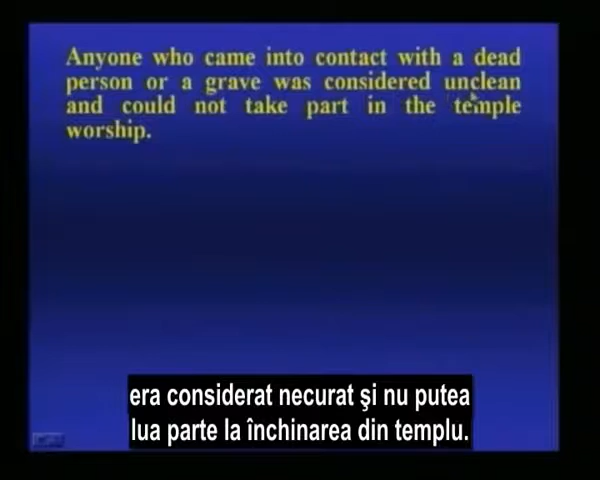 Anyone who came into contact with a dead
person or a grave was considered unclean
and could not take part in the temple
worship.
era considerat necurat şi nu putea
lua parte la închinarea din templu.